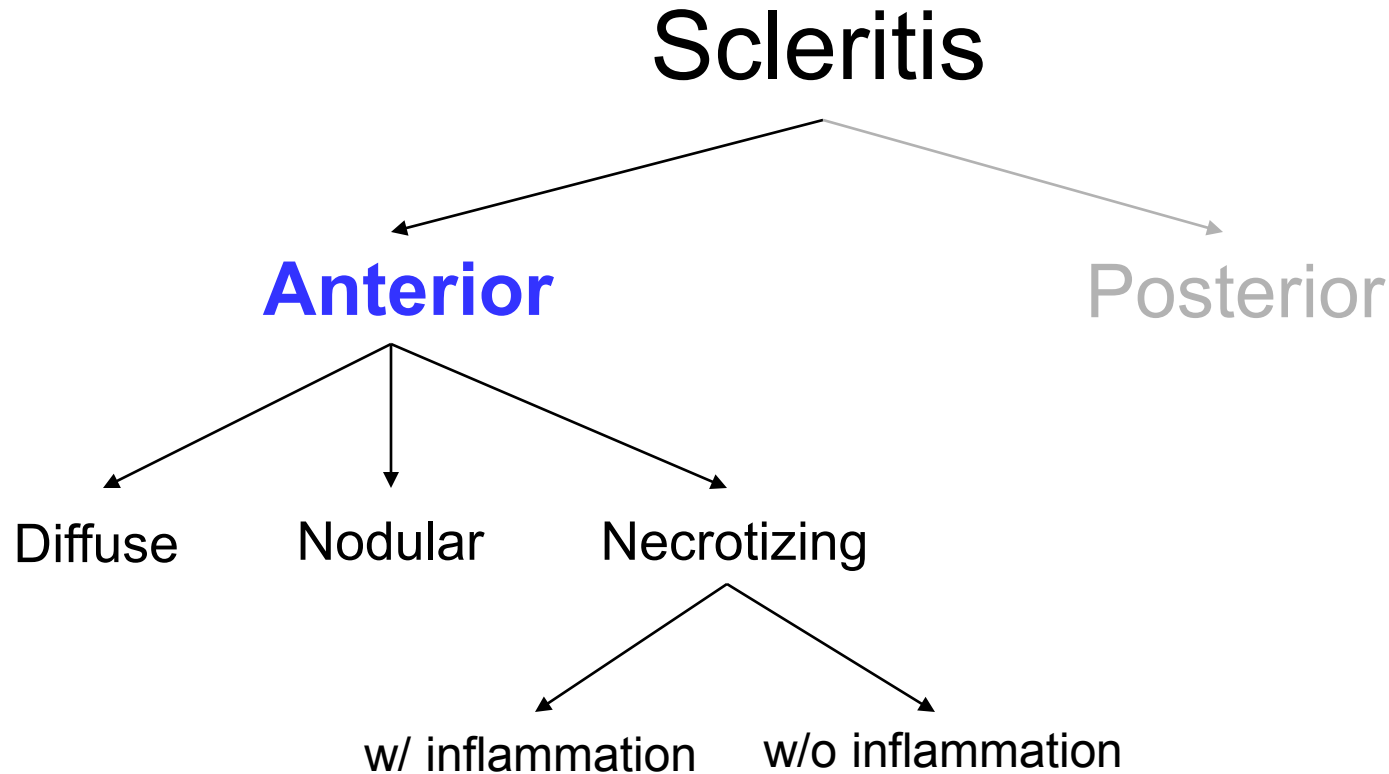 Scleritis
Anterior
Posterior
Diffuse
Nodular
Necrotizing
w/ inflammation
w/o inflammation